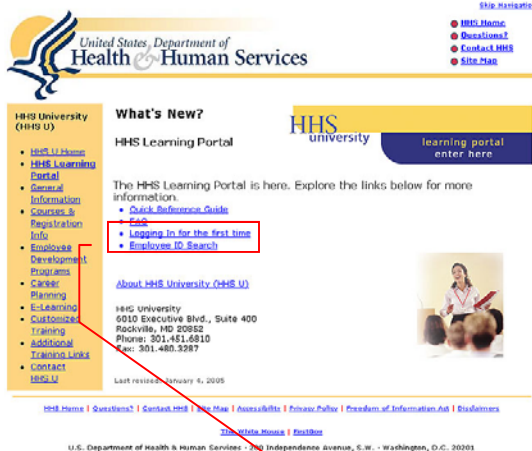 Skip Navigation
United States Department of
Health & Human Services
HHS Home
Questions?
Contact HHS
Site Map
HHS University
(HHS U)
HHS U Home
HHS Learning
Portal
General
Information
Courses &
Registration
Info
Employee
Development
Programs
Career
Planning
E-Learning
Customized
Training
Additional
Training Links
Contact
HHS U
What's New?
HHS Learning Portal
HHS
university
learning portal
enter here
The HHS Learning Portal is here. Explore the links below for more
information.
Quick Reference Guide
FAQ
Logging In for the first time
Employee ID Search
About HHS University (HHS U)
HHS University
6010 Executive Blvd., Suite 400
Rockville, MD 20852
Phone: 301.451.6810
Fax: 301.480.3287
Last revised: January 4, 2005
HHS Home | Questions? | Contact HHS | Site Map | Accessibility | Privacy Policy | Freedom of Information Act | Disclaimers
The White House | FirstGov
U.S. Department of Health & Human Services - 200 Independence Avenue, S.W. - Washington, D.C. 20201